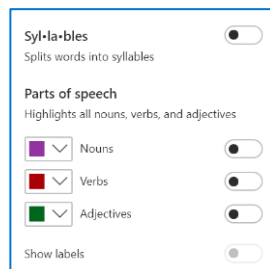 Syl•la•bles
Splits words into syllables
Parts of speech
Highlights all nouns, verbs, and adjectives
Nouns
Verbs
Adjectives
Show labels